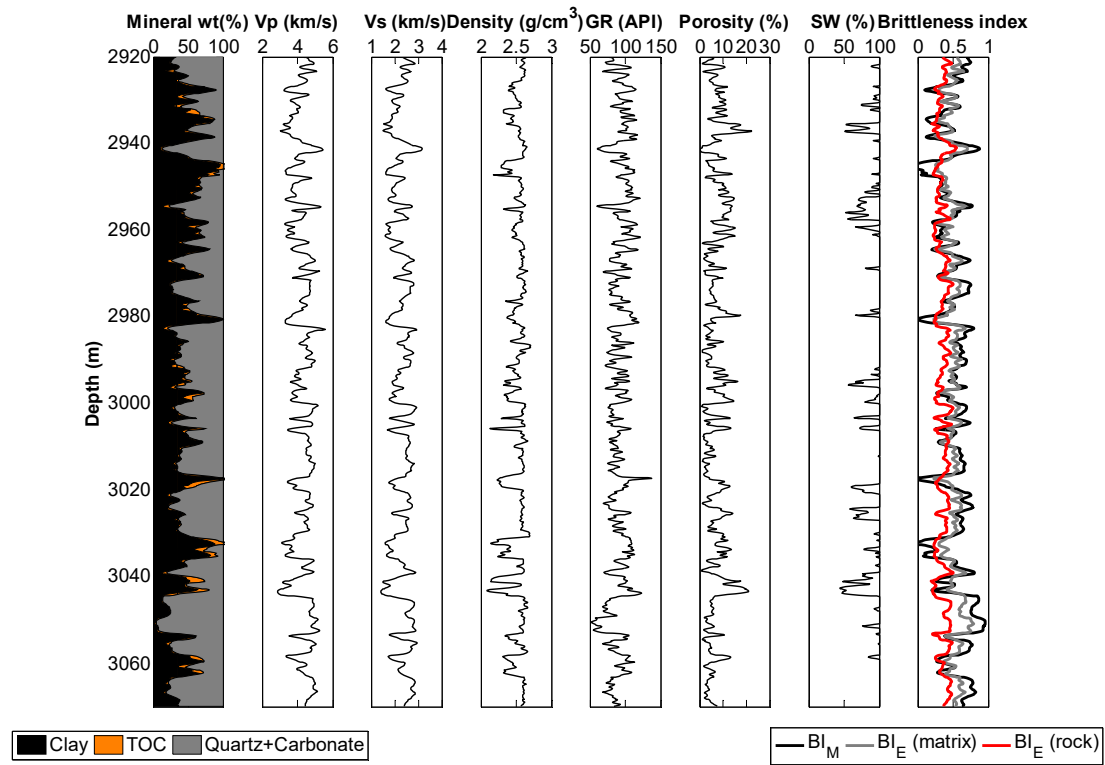 Mineral wt(%) Vp (km/s) Vs (km/s) Density (g/cm³) GR (API) Porosity (%) SW (%) Brittleness index
0 50 100 2 4 6 1 2 3 4 2 2.5 3 50 100 150 0 10 20 30 0 50 100 0 0.5 1
2920
2940
2960
2980
3000
3020
3040
3060
Depth (m)
Clay TOC Quartz+Carbonate
BI_M BI_E (matrix) BI_E (rock)